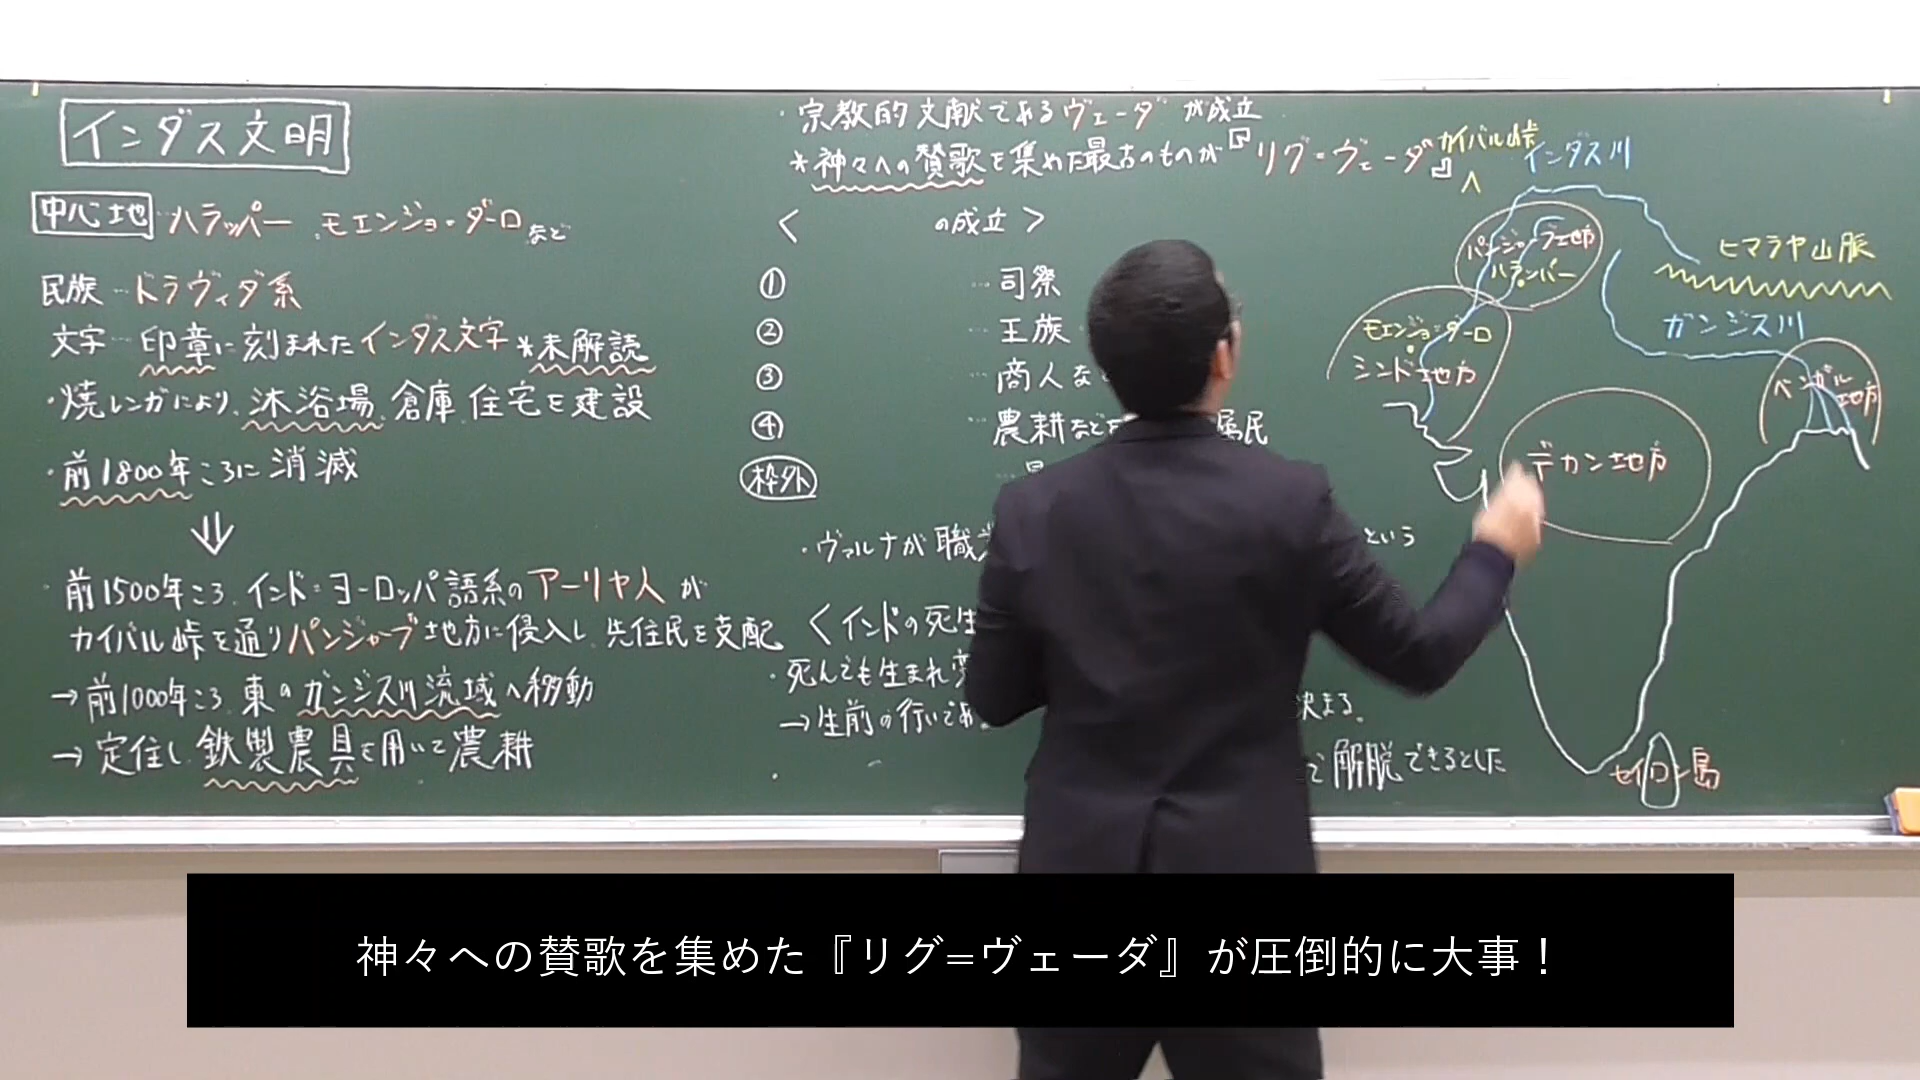 インダス文明
中心地 ハラッパー、モエンジョ=ダーロなど
民族…ドラヴィダ系
文字…印章に刻まれたインダス文字 *未解読
・焼レンガにより、沐浴場、倉庫、住宅を建設
・前1800年ころに消滅
⇓
・前1500年ころ、インド=ヨーロッパ語系のアーリヤ人が
カイバル峠を通りパンジャーブ地方に侵入し、先住民を支配
→前1000年ころ、東のガンジス川流域へ移動
→定住し、鉄製農具を用いて農耕
・宗教的文献であるヴェーダが成立
*神々への賛歌を集めた最古のものが『リグ=ヴェーダ』
< の成立>
① …司祭
② …王族
③ …商人な
④ …農耕など 属民
枠外
・ヴァルナが職 という
<インドの死生
・死んでも生まれ変
→生前の行いで 決まる。
・ で解脱できるとした
カイバル峠
インダス川
パンジャーブ地方
ハラッパー
ヒマラヤ山脈
モエンジョ=ダーロ
シンド地方
ガンジス川
ベンガル地方
デカン地方
セイロン島
神々への賛歌を集めた『リグ=ヴェーダ』が圧倒的に大事！